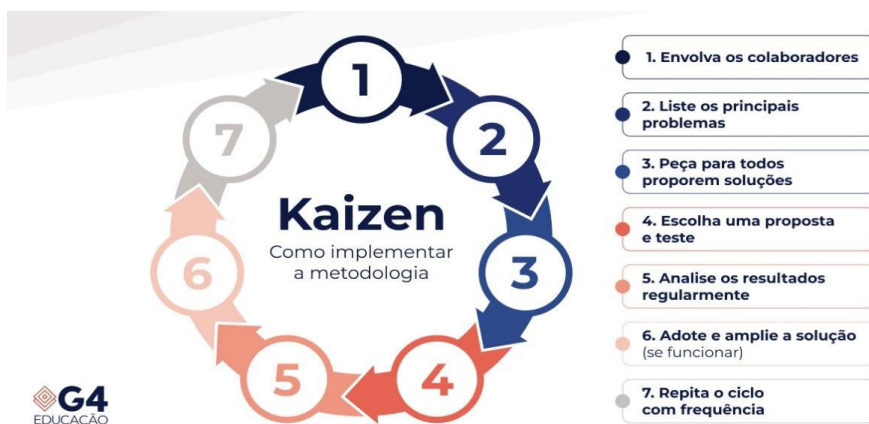 Kaizen
Como implementar
a metodologia
1
2
3
4
5
6
7
1. Envolva os colaboradores
2. Liste os principais
problemas
3. Peça para todos
proporem soluções
4. Escolha uma proposta
e teste
5. Analise os resultados
regularmente
6. Adote e amplie a solução
(se funcionar)
7. Repita o ciclo
com frequência
G4
EDUCAÇÃO